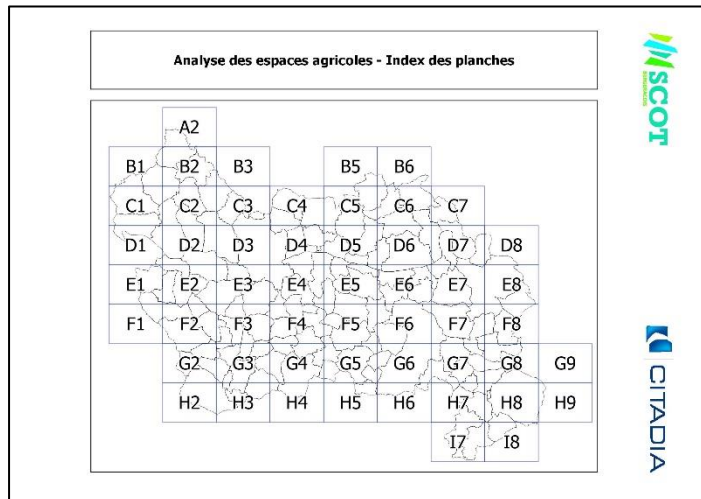 Analyse des espaces agricoles - Index des planches
A2
B1 B2 B3 B5 B6
C1 C2 C3 C4 C5 C6 C7
D1 D2 D3 D4 D5 D6 D7 D8
E1 E2 E3 E4 E5 E6 E7 E8
F1 F2 F3 F4 F5 F6 F7 F8
G2 G3 G4 G5 G6 G7 G8 G9
H2 H3 H4 H5 H6 H7 H8 H9
I7 I8
SCOT
CITADIA